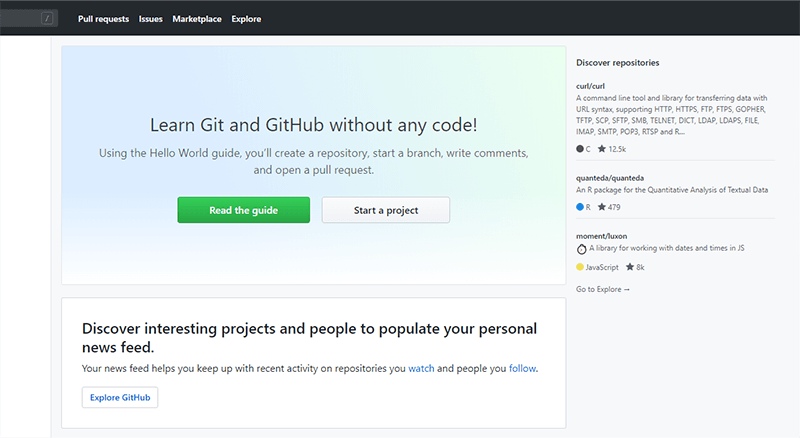 / Pull requests Issues Marketplace Explore
Learn Git and GitHub without any code!
Using the Hello World guide, you’ll create a repository, start a branch, write comments,
and open a pull request.
Read the guide Start a project
Discover interesting projects and people to populate your personal
news feed.
Your news feed helps you keep up with recent activity on repositories you watch and people you follow.
Explore GitHub
Discover repositories
curl/curl
A command line tool and library for transferring data with
URL syntax, supporting HTTP, HTTPS, FTP, FTPS, GOPHER,
TFTP, SCP, SFTP, SMB, TELNET, DICT, LDAP, LDAPS, FILE,
IMAP, SMTP, POP3, RTSP and R...
C 12.5k
quanteda/quanteda
An R package for the Quantitative Analysis of Textual Data
R 479
moment/luxon
A library for working with dates and times in JS
JavaScript 8k
Go to Explore →